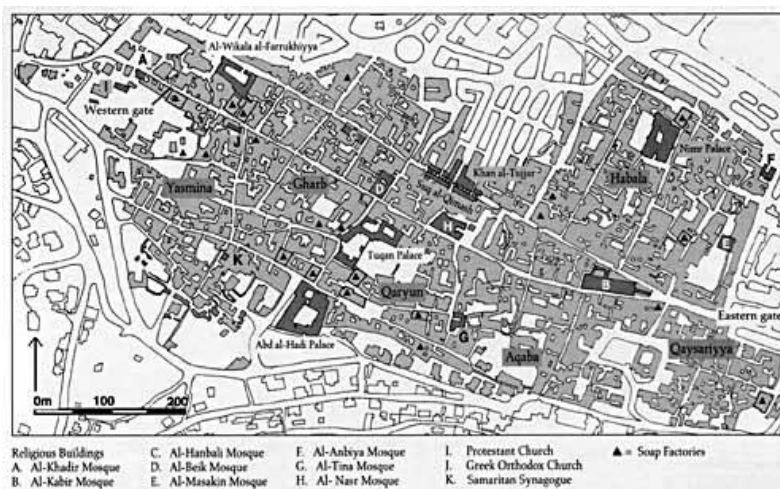 Al-Wikala al-Farrukhiyya
A
I
Western gate
J
Yasmina
Gharb
D
Khan al-Tujjar
Suq al-Qimash
H
Habala
Nimr Palace
F
E
Tuqan Palace
K
Qaryun
B
Eastern gate
Abd al-Hadi Palace
G
Aqaba
Qaysariyya
0m 100 200
Religious Buildings
A. Al-Khadir Mosque
B. Al-Kabir Mosque
C. Al-Hanbali Mosque
D. Al-Beik Mosque
E. Al-Masakin Mosque
F. Al-Anbiya Mosque
G. Al-Tina Mosque
H. Al- Nasr Mosque
I. Protestant Church
J. Greek Orthodox Church
K. Samaritan Synagogue
▲ = Soap Factories